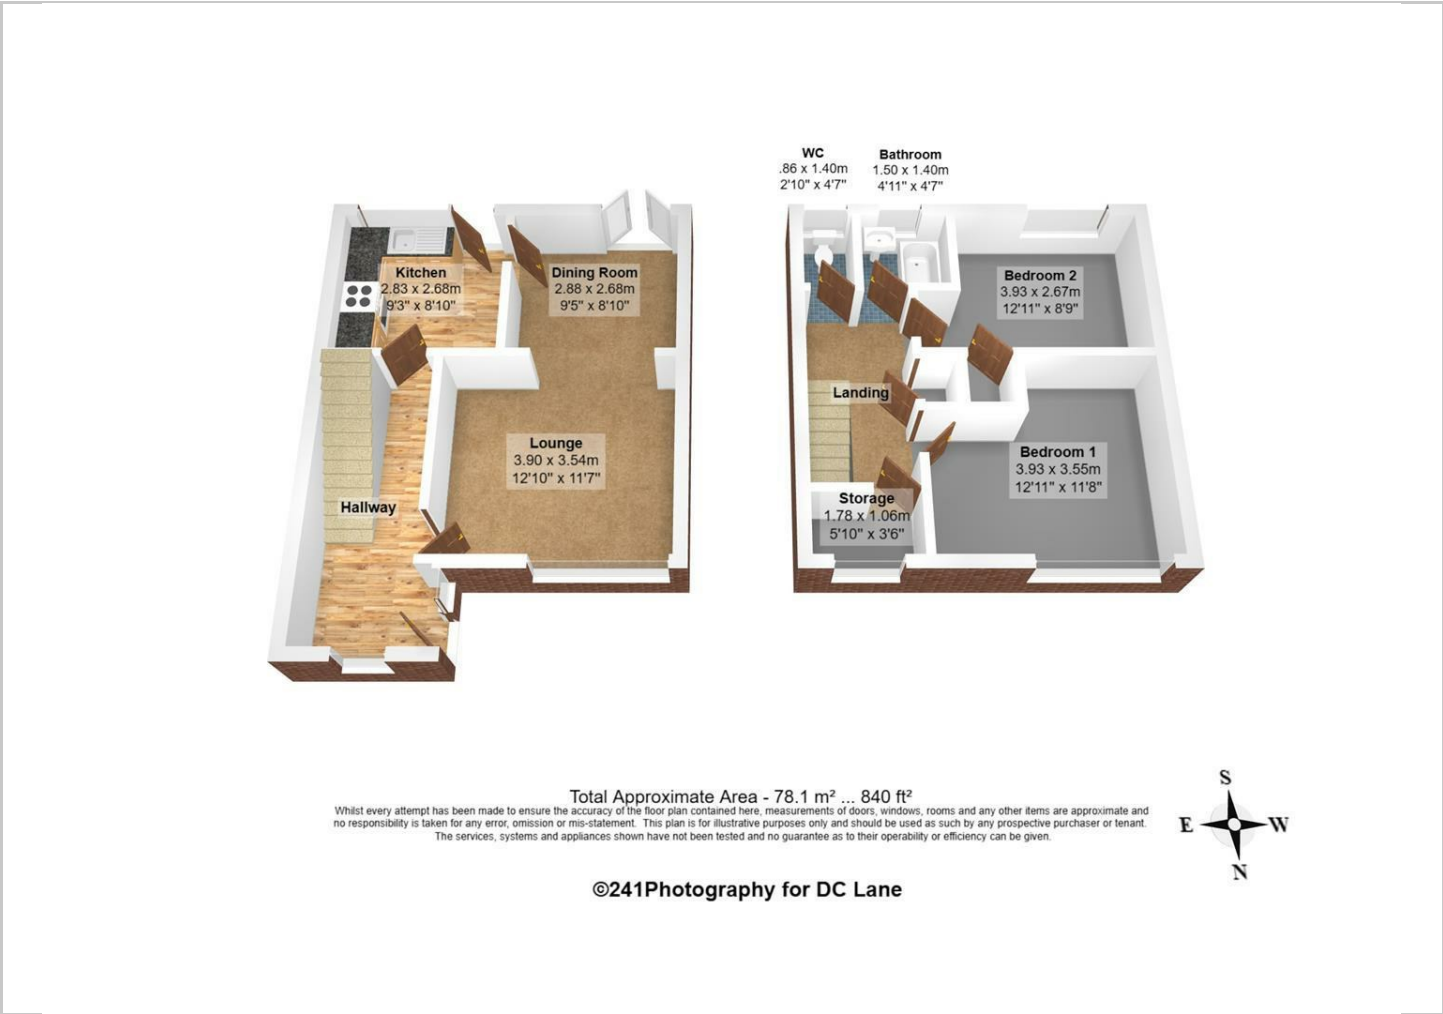 WC
.86 x 1.40m
2'10" x 4'7"
Bathroom
1.50 x 1.40m
4'11" x 4'7"
Kitchen
2.83 x 2.68m
9'3" x 8'10"
Dining Room
2.88 x 2.68m
9'5" x 8'10"
Bedroom 2
3.93 x 2.67m
12'11" x 8'9"
Landing
Lounge
3.90 x 3.54m
12'10" x 11'7"
Bedroom 1
3.93 x 3.55m
12'11" x 11'8"
Hallway
Storage
1.78 x 1.06m
5'10" x 3'6"
Total Approximate Area - 78.1 m² ... 840 ft²
Whilst every attempt has been made to ensure the accuracy of the floor plan contained here, measurements of doors, windows, rooms and any other items are approximate and
no responsibility is taken for any error, omission or mis-statement. This plan is for illustrative purposes only and should be used as such by any prospective purchaser or tenant.
The services, systems and appliances shown have not been tested and no guarantee as to their operability or efficiency can be given.
S
E W
N
©241Photography for DC Lane